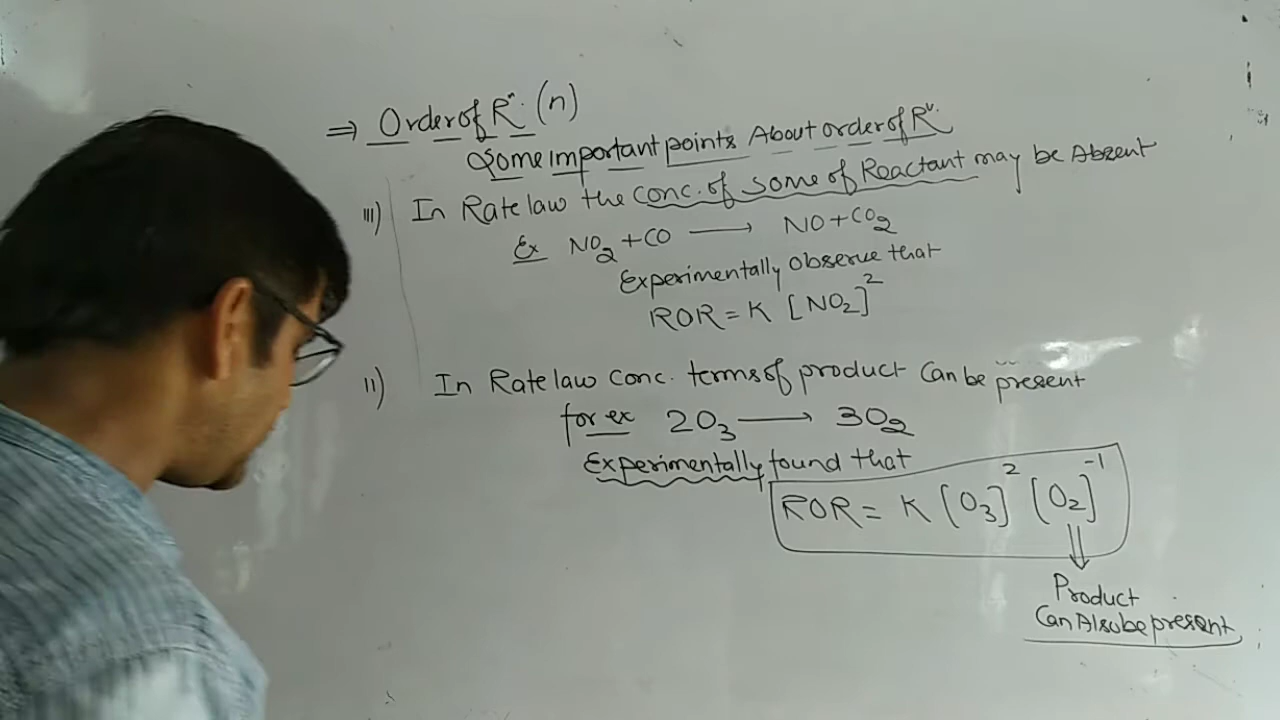 ⇒ Order of Rⁿ. (n)
Some important points About order of Rⁿ.
III) In Rate law the conc. of some of Reactant may be Absent
Ex NO₂ + CO ⟶ NO + CO₂
Experimentally observe that
ROR = K [NO₂]²
II) In Rate law conc. terms of product can be present
for ex 2O₃ ⟶ 3O₂
Experimentally found that
ROR = K [O₃]² [O₂]⁻¹
⇓
Product
Can Also be present